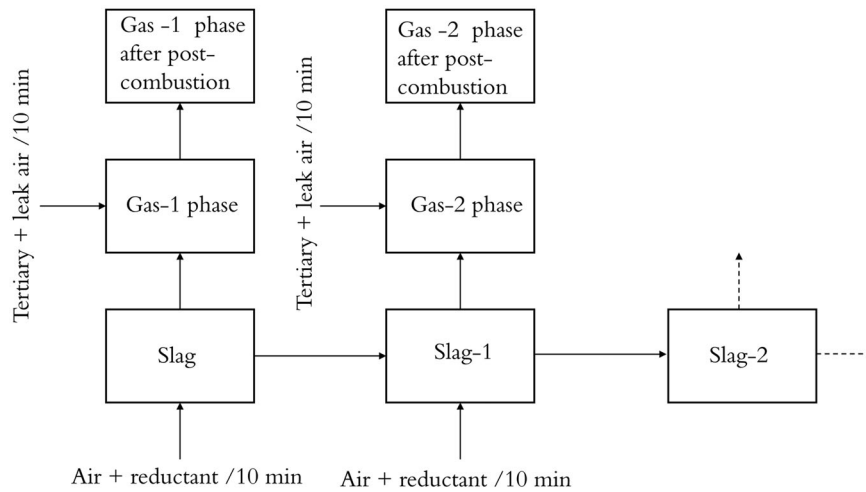 Gas -1 phase
after post-
combustion
Gas -2 phase
after post-
combustion
Tertiary + leak air /10 min
Gas-1 phase
Tertiary + leak air /10 min
Gas-2 phase
Slag
Slag-1
Slag-2
Air + reductant /10 min
Air + reductant /10 min